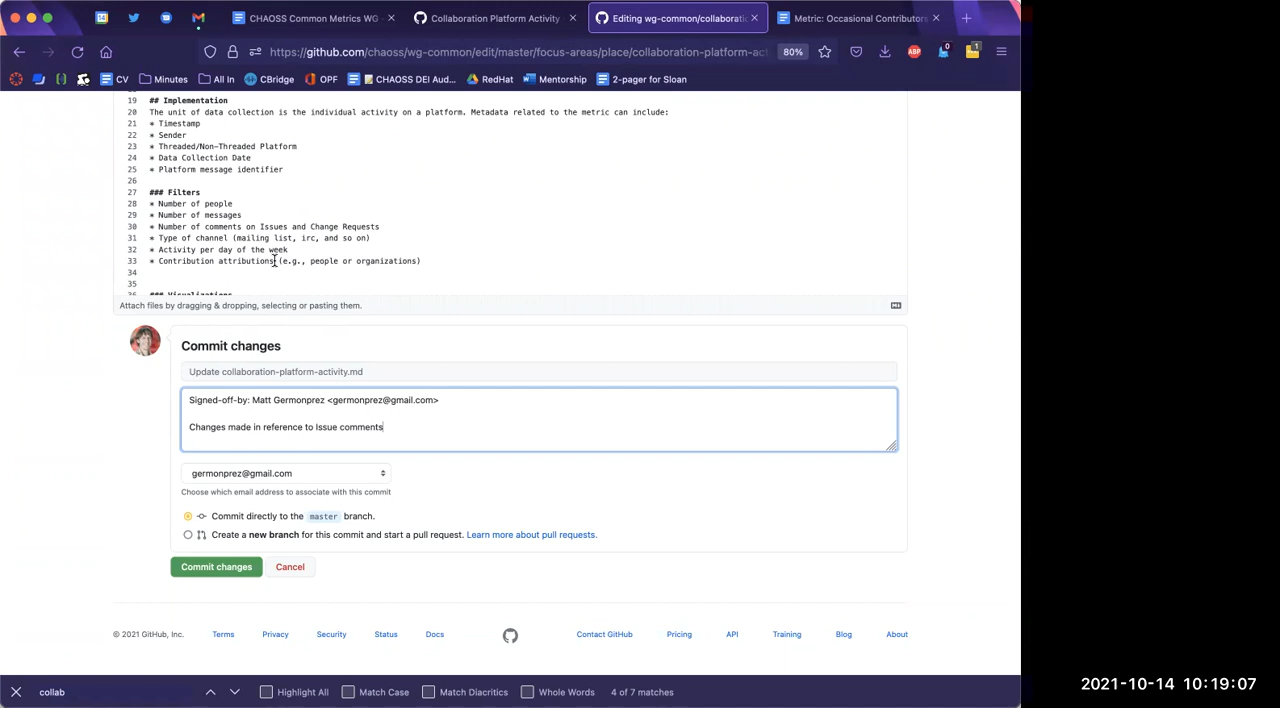 CHAOSS Common Metrics WG
Collaboration Platform Activity
Editing wg-common/collaborati
Metric: Occasional Contributors
https://github.com/chaoss/wg-common/edit/master/focus-areas/place/collaboration-platform-act
80%
ABP
0
1
CV
Minutes
All In
CBridge
OPF
CHAOSS DEI Aud...
RedHat
Mentorship
2-pager for Sloan
19 ## Implementation
20 The unit of data collection is the individual activity on a platform. Metadata related to the metric can include:
21 * Timestamp
22 * Sender
23 * Threaded/Non-Threaded Platform
24 * Data Collection Date
25 * Platform message identifier
26
27 ### Filters
28 * Number of people
29 * Number of messages
30 * Number of comments on Issues and Change Requests
31 * Type of channel (mailing list, irc, and so on)
32 * Activity per day of the week
33 * Contribution attributions (e.g., people or organizations)
34
35
36 ### Visualizations
Attach files by dragging & dropping, selecting or pasting them.
Commit changes
Update collaboration-platform-activity.md
Signed-off-by: Matt Germonprez <germonprez@gmail.com>
Changes made in reference to Issue comments
germonprez@gmail.com
Choose which email address to associate with this commit
Commit directly to the master branch.
Create a new branch for this commit and start a pull request. Learn more about pull requests.
Commit changes
Cancel
© 2021 GitHub, Inc.
Terms
Privacy
Security
Status
Docs
Contact GitHub
Pricing
API
Training
Blog
About
collab
Highlight All
Match Case
Match Diacritics
Whole Words
4 of 7 matches
2021-10-14 10:19:07